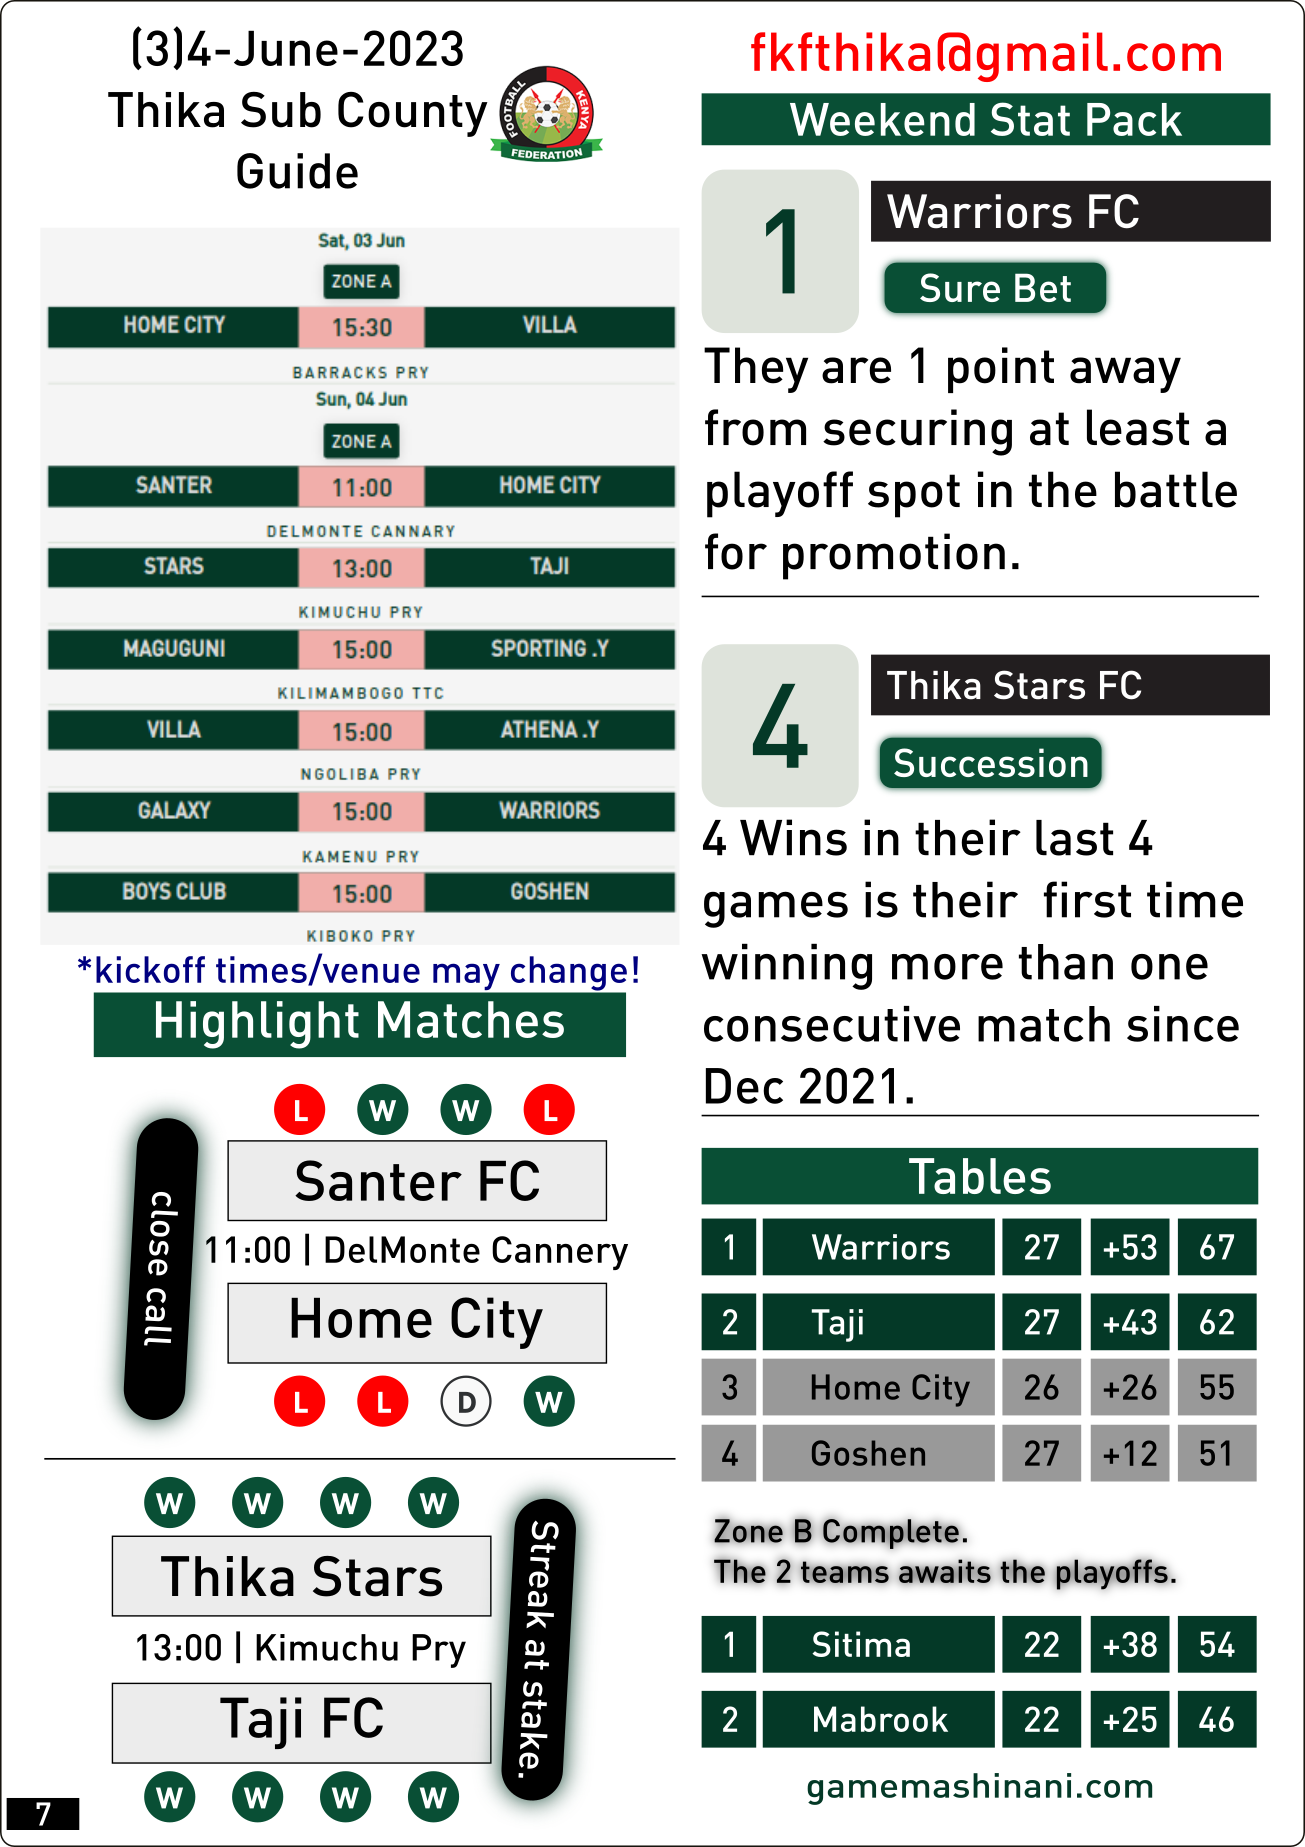 (3)4-June-2023
Thika Sub County
Guide
FOOTBALL
KENYA
FEDERATION
Sat, 03 Jun
ZONE A
HOME CITY 15:30 VILLA
BARRACKS PRY
Sun, 04 Jun
ZONE A
SANTER 11:00 HOME CITY
DELMONTE CANNARY
STARS 13:00 TAJI
KIMUCHU PRY
MAGUGUNI 15:00 SPORTING .Y
KILIMAMBOGO TTC
VILLA 15:00 ATHENA .Y
NGOLIBA PRY
GALAXY 15:00 WARRIORS
KAMENU PRY
BOYS CLUB 15:00 GOSHEN
KIBOKO PRY
*kickoff times/venue may change!
Highlight Matches
close call
L W W L
Santer FC
11:00 | DelMonte Cannery
Home City
L L D W
W W W W
Thika Stars
13:00 | Kimuchu Pry
Taji FC
W W W W
Streak at stake.
7
fkfthika@gmail.com
Weekend Stat Pack
1
Warriors FC
Sure Bet
They are 1 point away
from securing at least a
playoff spot in the battle
for promotion.
4
Thika Stars FC
Succession
4 Wins in their last 4
games is their  first time
winning more than one
consecutive match since
Dec 2021.
Tables
1 Warriors 27 +53 67
2 Taji 27 +43 62
3 Home City 26 +26 55
4 Goshen 27 +12 51
Zone B Complete.
The 2 teams awaits the playoffs.
1 Sitima 22 +38 54
2 Mabrook 22 +25 46
gamemashinani.com